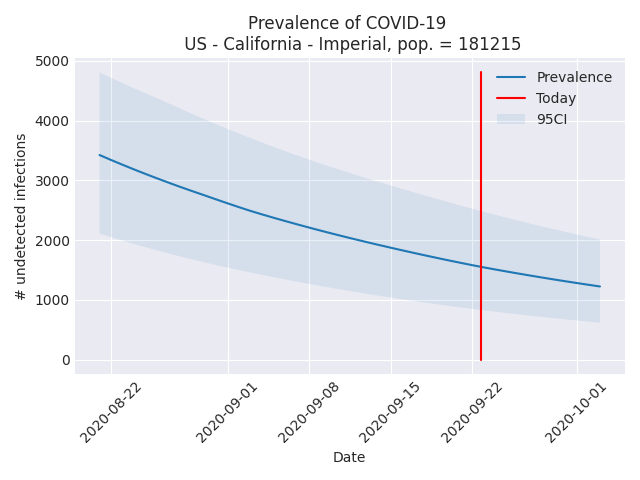 Prevalence of COVID-19
US - California - Imperial, pop. = 181215
5000
4000
3000
2000
1000
0
# undetected infections
Prevalence
Today
95CI
2020-08-22
2020-09-01
2020-09-08
2020-09-15
2020-09-22
2020-10-01
Date